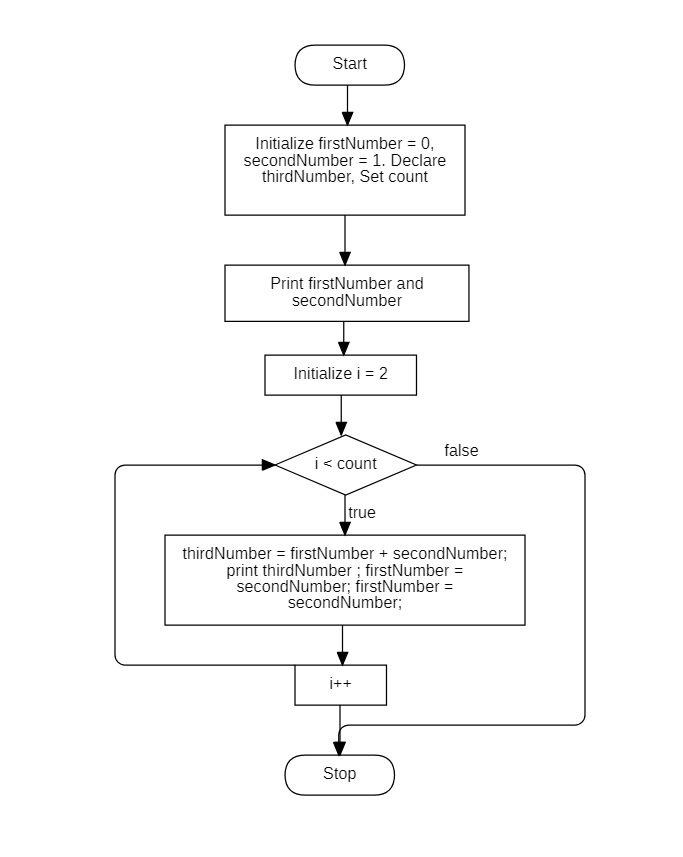 Start
Initialize firstNumber = 0,
secondNumber = 1. Declare
thirdNumber, Set count
Print firstNumber and
secondNumber
Initialize i = 2
i < count
false
true
thirdNumber = firstNumber + secondNumber;
print thirdNumber ; firstNumber =
secondNumber; firstNumber =
secondNumber;
i++
Stop